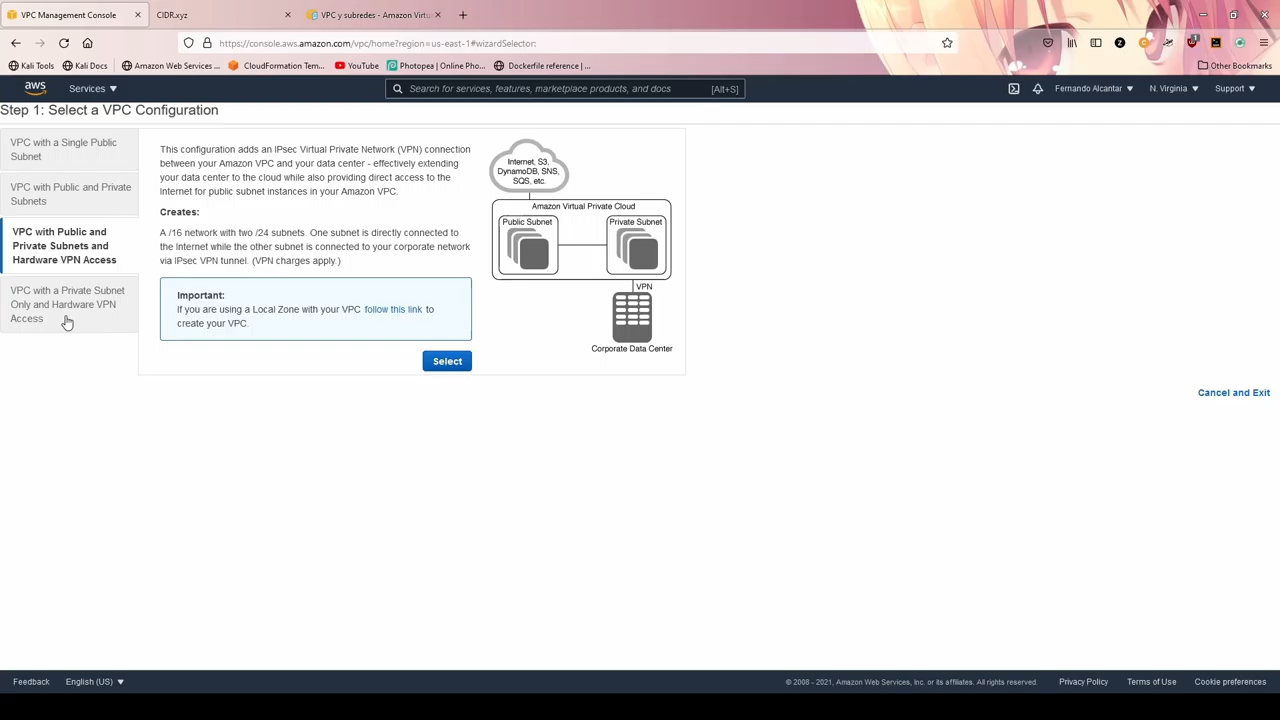 VPC Management Console
CIDR.xyz
VPC y subredes - Amazon Virtu
https://console.aws.amazon.com/vpc/home?region=us-east-1#wizardSelector:
Kali Tools
Kali Docs
Amazon Web Services ...
CloudFormation Tem...
YouTube
Photopea | Online Pho...
Dockerfile reference | ...
Other Bookmarks
aws
Services
Search for services, features, marketplace products, and docs
[Alt+S]
Fernando Alcantar
N. Virginia
Support
Step 1: Select a VPC Configuration
VPC with a Single Public
Subnet
VPC with Public and Private
Subnets
VPC with Public and
Private Subnets and
Hardware VPN Access
VPC with a Private Subnet
Only and Hardware VPN
Access
This configuration adds an IPsec Virtual Private Network (VPN) connection
between your Amazon VPC and your data center - effectively extending
your data center to the cloud while also providing direct access to the
Internet for public subnet instances in your Amazon VPC.
Creates:
A /16 network with two /24 subnets. One subnet is directly connected to
the Internet while the other subnet is connected to your corporate network
via IPsec VPN tunnel. (VPN charges apply.)
Important:
If you are using a Local Zone with your VPC follow this link to
create your VPC.
Select
Internet, S3,
DynamoDB, SNS,
SQS, etc.
Amazon Virtual Private Cloud
Public Subnet
Private Subnet
VPN
Corporate Data Center
Cancel and Exit
Feedback
English (US)
© 2008 - 2021, Amazon Web Services, Inc. or its affiliates. All rights reserved.
Privacy Policy
Terms of Use
Cookie preferences